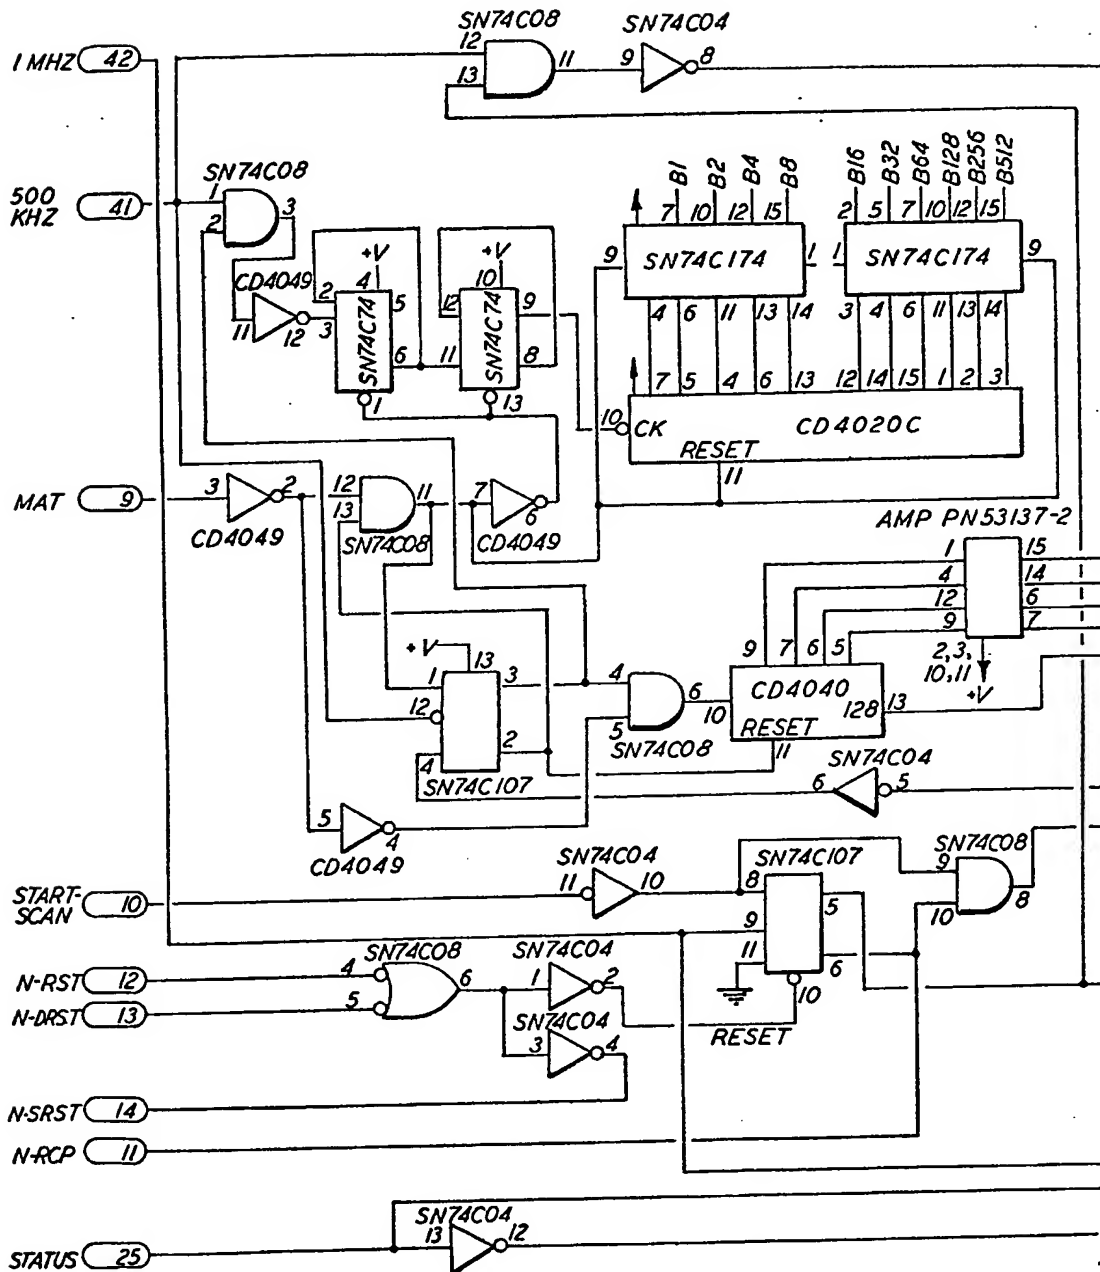 SN74C08 SN74C04
1 MHZ 42
12 13 11 9 8
SN74C08
500 KHZ 41
1 2 3
B1 B2 B4 B8 B16 B32 B64 B128 B256 B512
7 10 12 15 2 5 7 10 12 15
9 SN74C174 1 1 SN74C174 9
4 6 11 13 14 3 4 6 11 13 14
CD4049
11 12
+V +V
2 4 5 3 6 1 SN74C74
12 10 9 11 8 13 SN74C74
7 5 4 6 13 12 14 15 1 2 3
10 CK CD4020C
RESET
11
MAT 9
3 2
CD4049
12 13 11
SN74C08
7 6
CD4049
AMP PN53137-2
1 4 12 9 15 14 6 7
2, 3, 10, 11
+V
+V 13
1 12 4 3 2
SN74C107
4 5 6
SN74C08
9 7 6 5
CD4040
10 128 13
RESET
11
SN74C04
6 5
5 4
CD4049
START-SCAN 10
SN74C04
11 10
SN74C107
8 9 11 5 6 10
SN74C08
9 10 8
N-RST 12
N-DRST 13
SN74C08
4 5 6
SN74C04
1 2
SN74C04
3 4
RESET
N-SRST 14
N-RCP 11
SN74C04
STATUS 25
13 12